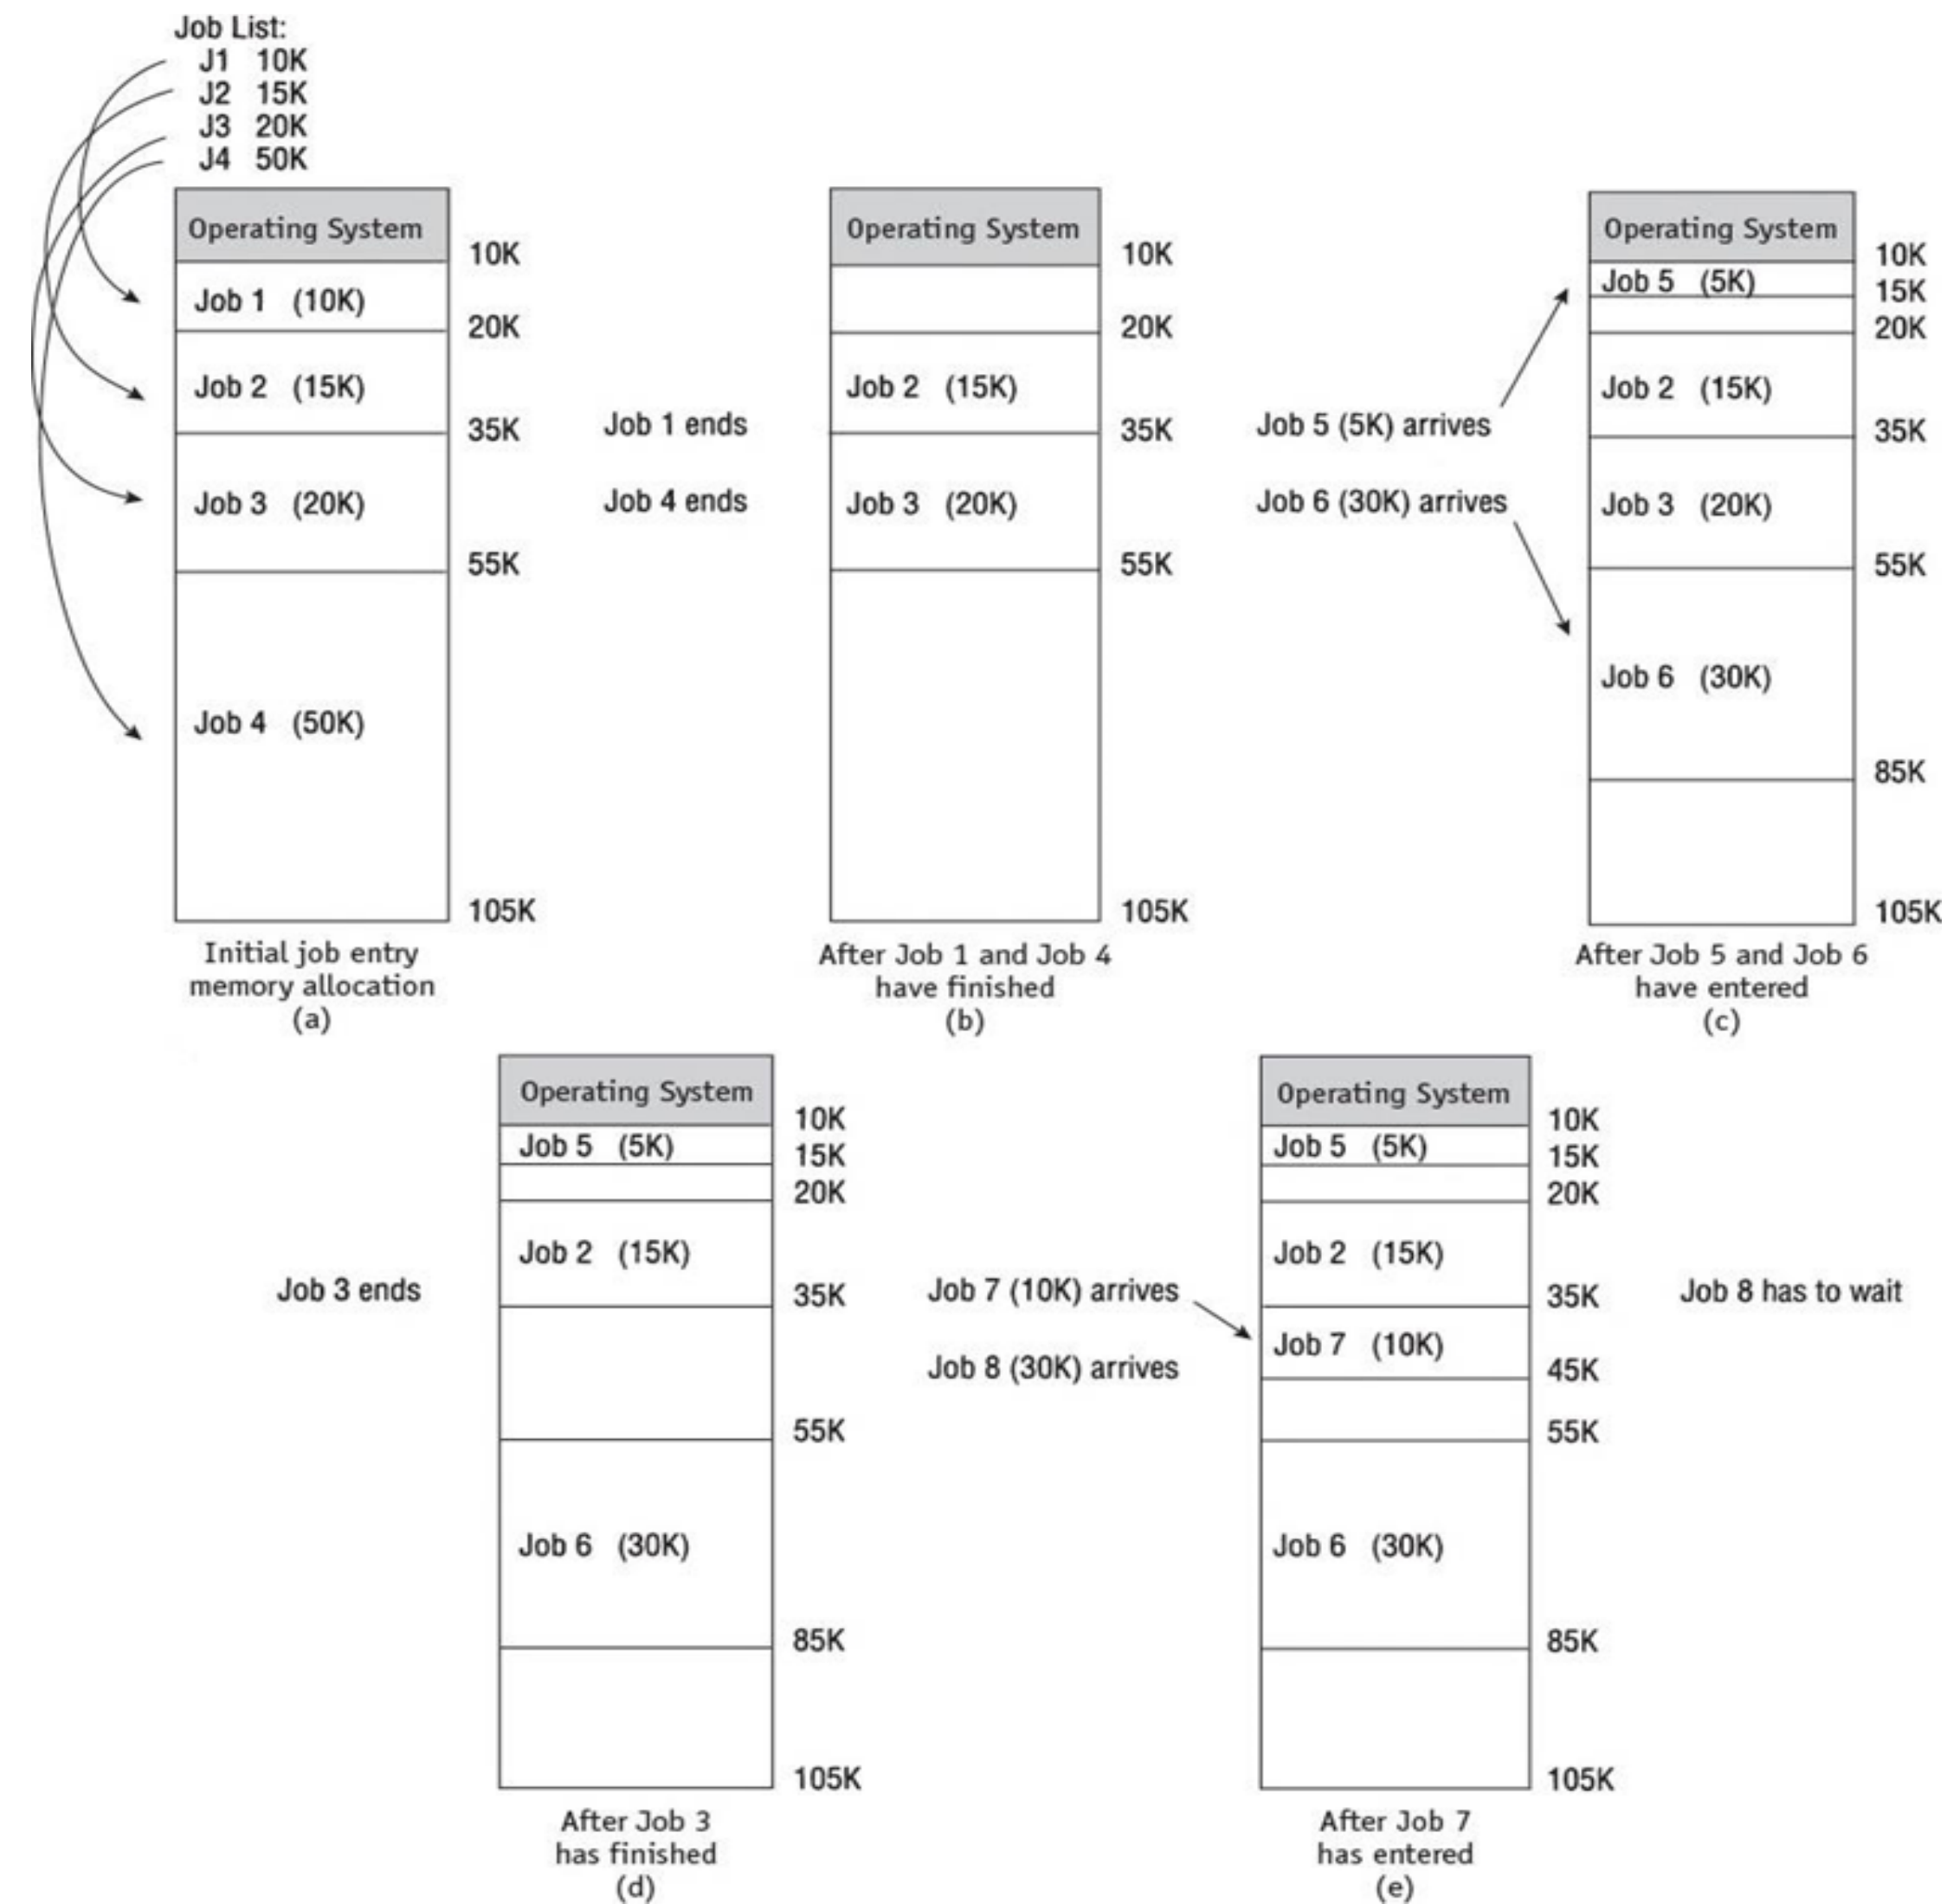 Job List:
J1 10K
J2 15K
J3 20K
J4 50K
Operating System
10K
Job 1 (10K)
20K
Job 2 (15K)
35K
Job 3 (20K)
55K
Job 4 (50K)
105K
Initial job entry
memory allocation
(a)
Job 1 ends
Job 4 ends
Operating System
10K
20K
Job 2 (15K)
35K
Job 3 (20K)
55K
105K
After Job 1 and Job 4
have finished
(b)
Job 5 (5K) arrives
Job 6 (30K) arrives
Operating System
10K
Job 5 (5K)
15K
20K
Job 2 (15K)
35K
Job 3 (20K)
55K
Job 6 (30K)
85K
105K
After Job 5 and Job 6
have entered
(c)
Job 3 ends
Operating System
10K
Job 5 (5K)
15K
20K
Job 2 (15K)
35K
55K
Job 6 (30K)
85K
105K
After Job 3
has finished
(d)
Job 7 (10K) arrives
Job 8 (30K) arrives
Operating System
10K
Job 5 (5K)
15K
20K
Job 2 (15K)
35K
Job 7 (10K)
45K
55K
Job 6 (30K)
85K
105K
Job 8 has to wait
After Job 7
has entered
(e)